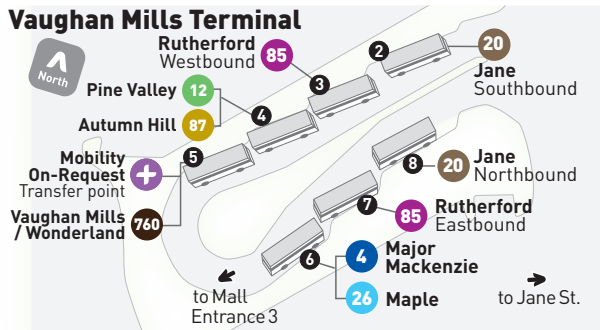 Vaughan Mills Terminal
North
Rutherford
Westbound
85
3
2
20
Jane
Southbound
Pine Valley 12
Autumn Hill 87
4
Mobility
On-Request
Transfer point
5
Vaughan Mills
/ Wonderland
760
8
20
Jane
Northbound
7
85
Rutherford
Eastbound
6
4
Major
Mackenzie
26 Maple
to Mall
Entrance 3
to Jane St.